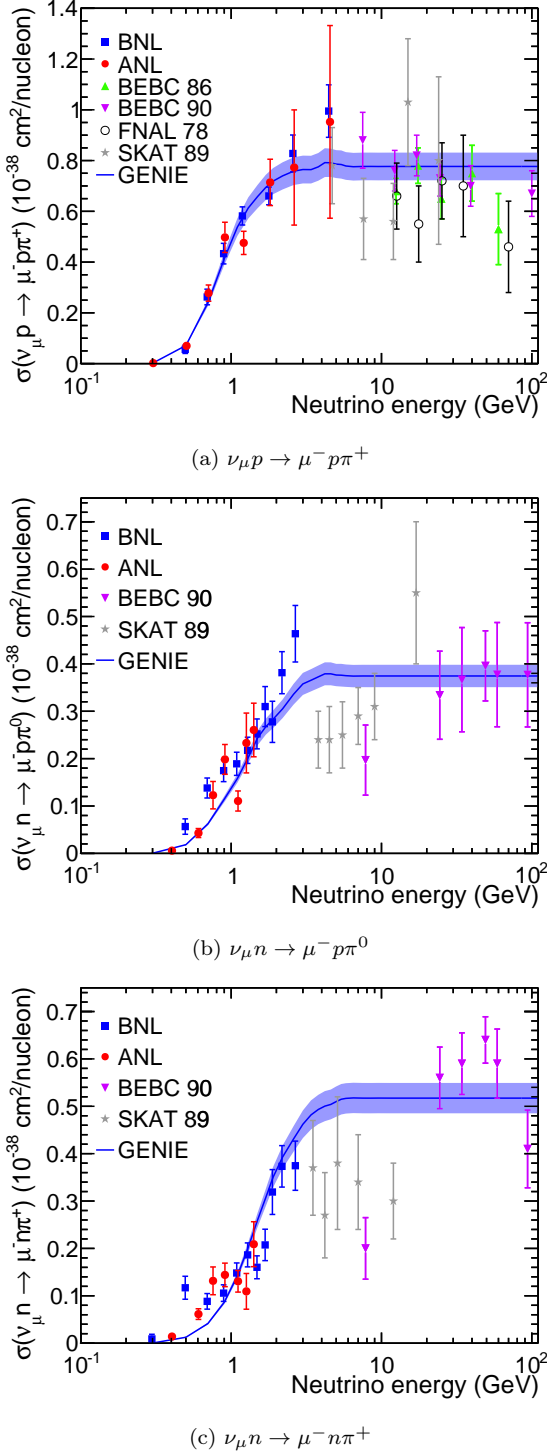 1.4
1.2
1
0.8
0.6
0.4
0.2
0
σ(ν_μ p → μ⁻pπ⁺) (10⁻³⁸ cm²/nucleon)
BNL
ANL
BEBC 86
BEBC 90
FNAL 78
SKAT 89
GENIE
10⁻¹ 1 10 10²
Neutrino energy (GeV)
(a) ν_μ p → μ⁻ pπ⁺
0.7
0.6
0.5
0.4
0.3
0.2
0.1
0
σ(ν_μ n → μ⁻pπ⁰) (10⁻³⁸ cm²/nucleon)
BNL
ANL
BEBC 90
SKAT 89
GENIE
10⁻¹ 1 10 10²
Neutrino energy (GeV)
(b) ν_μ n → μ⁻ pπ⁰
0.7
0.6
0.5
0.4
0.3
0.2
0.1
0
σ(ν_μ n → μ⁻nπ⁺) (10⁻³⁸ cm²/nucleon)
BNL
ANL
BEBC 90
SKAT 89
GENIE
10⁻¹ 1 10 10²
Neutrino energy (GeV)
(c) ν_μ n → μ⁻ nπ⁺